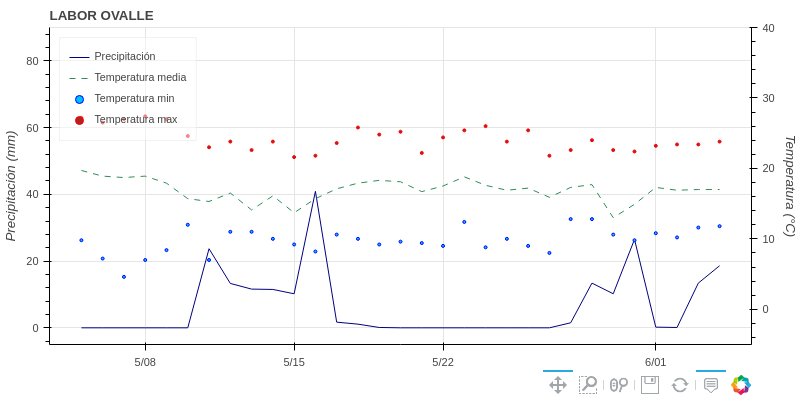 LABOR OVALLE
Precipitación
Temperatura media
Temperatura min
Temperatura max
Precipitación (mm)
80
60
40
20
0
40
30
20
10
0
Temperatura (°C)
5/08
5/15
5/22
6/01